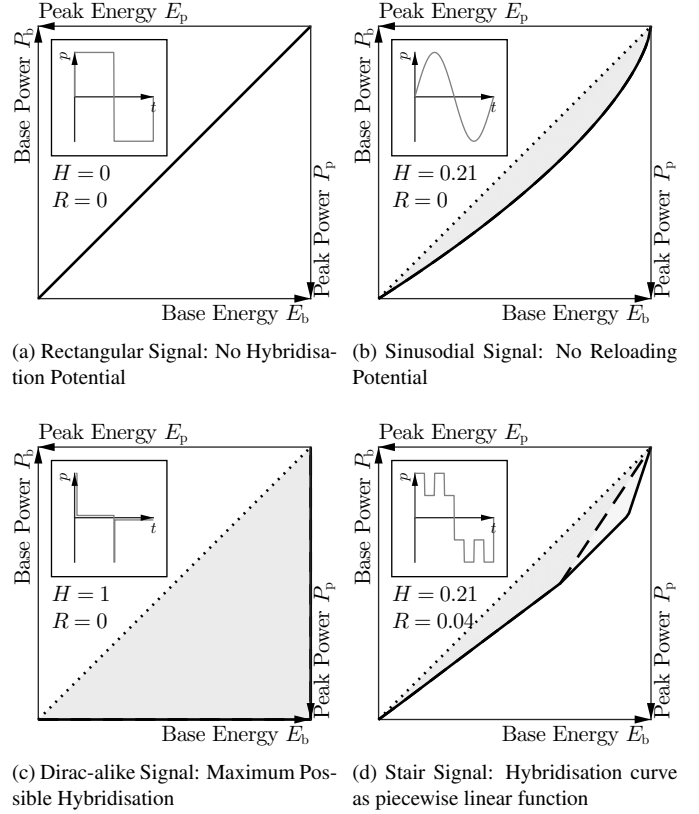 Peak Energy E_p
Base Power P_b
p
t
H = 0
R = 0
Peak Power P_p
Base Energy E_b
(a) Rectangular Signal: No Hybridisa-
tion Potential
Peak Energy E_p
Base Power P_b
p
t
H = 0.21
R = 0
Peak Power P_p
Base Energy E_b
(b) Sinusodial Signal: No Reloading
Potential
Peak Energy E_p
Base Power P_b
p
t
H = 1
R = 0
Peak Power P_p
Base Energy E_b
(c) Dirac-alike Signal: Maximum Pos-
sible Hybridisation
Peak Energy E_p
Base Power P_b
p
t
H = 0.21
R = 0.04
Peak Power P_p
Base Energy E_b
(d) Stair Signal: Hybridisation curve
as piecewise linear function